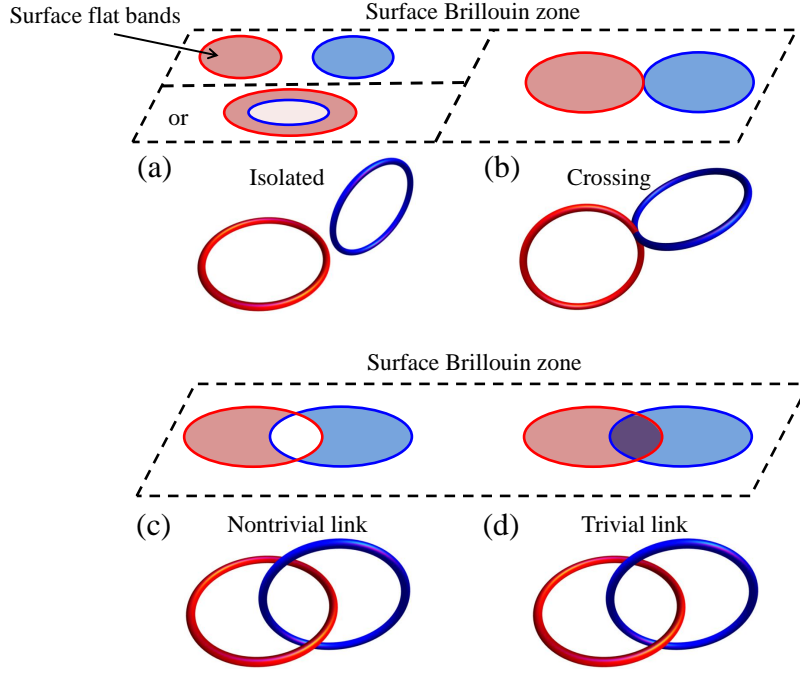 Surface Brillouin zone
Surface flat bands
or
(a)
Isolated
(b)
Crossing
Surface Brillouin zone
(c)
Nontrivial link
(d)
Trivial link